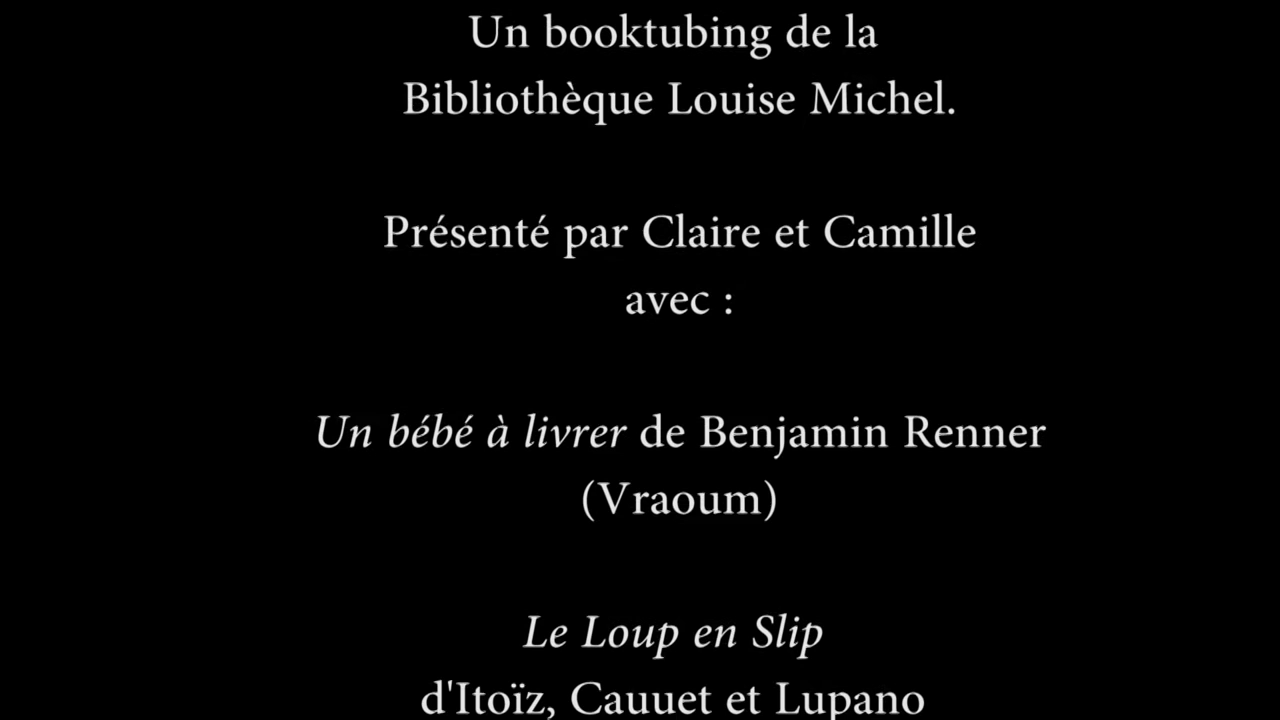 Un booktubing de la
Bibliothèque Louise Michel.
Présenté par Claire et Camille
avec :
Un bébé à livrer de Benjamin Renner
(Vraoum)
Le Loup en Slip
d'Itoïz, Cauuet et Lupano